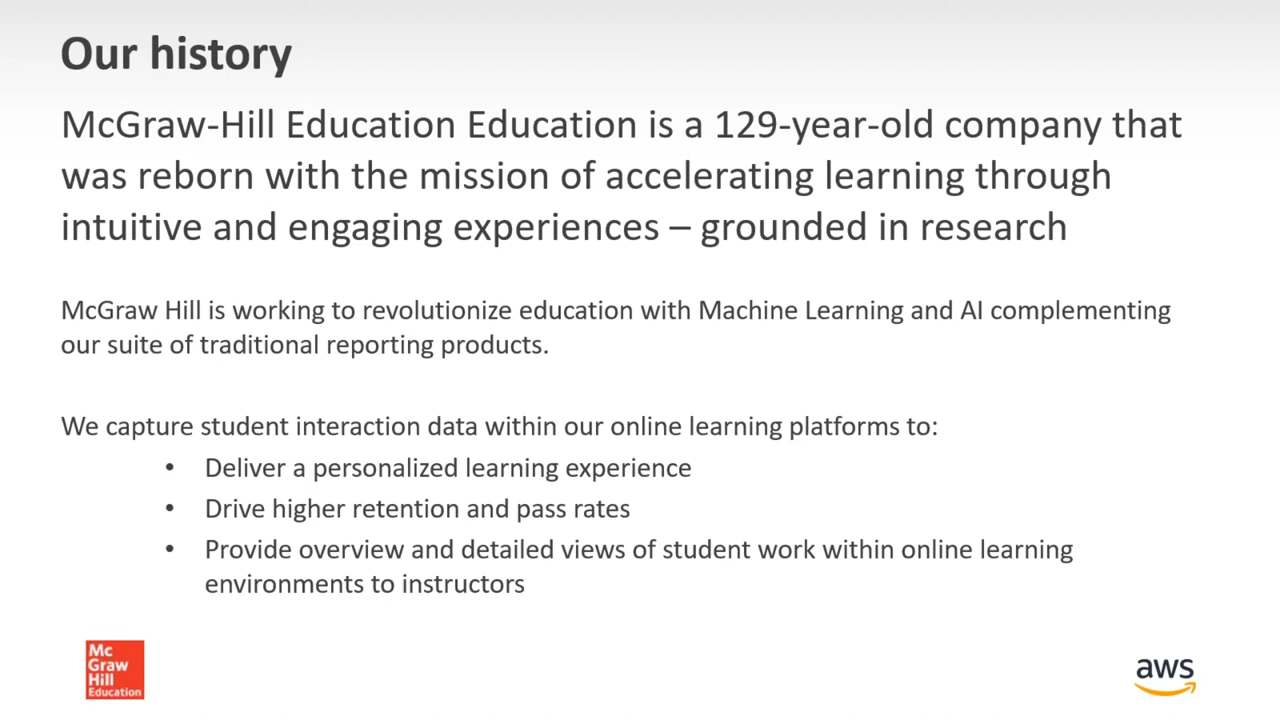 Our history
McGraw-Hill Education Education is a 129-year-old company that
was reborn with the mission of accelerating learning through
intuitive and engaging experiences – grounded in research
McGraw Hill is working to revolutionize education with Machine Learning and AI complementing
our suite of traditional reporting products.
We capture student interaction data within our online learning platforms to:
• Deliver a personalized learning experience
• Drive higher retention and pass rates
• Provide overview and detailed views of student work within online learning
environments to instructors
Mc
Graw
Hill
Education
aws